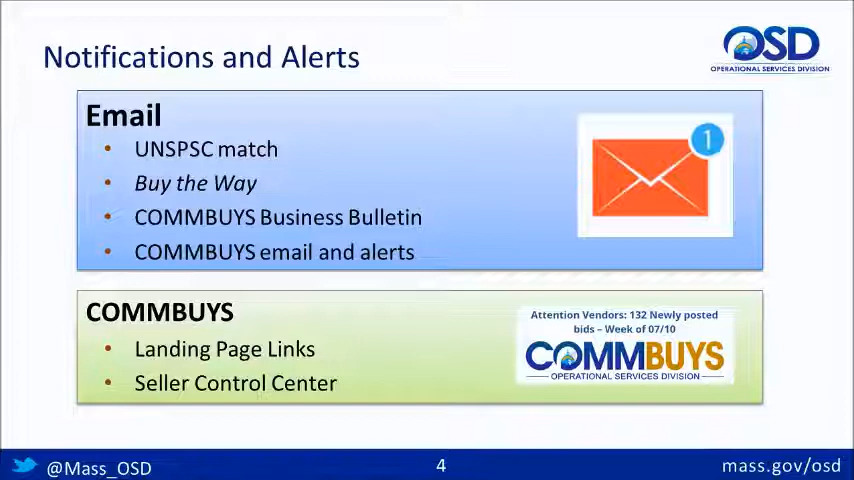 Notifications and Alerts
OSD
OPERATIONAL SERVICES DIVISION
Email
• UNSPSC match
• Buy the Way
• COMMBUYS Business Bulletin
• COMMBUYS email and alerts
1
COMMBUYS
• Landing Page Links
• Seller Control Center
Attention Vendors: 132 Newly posted
bids – Week of 07/10
COMMBUYS
OPERATIONAL SERVICES DIVISION
@Mass_OSD
4
mass.gov/osd